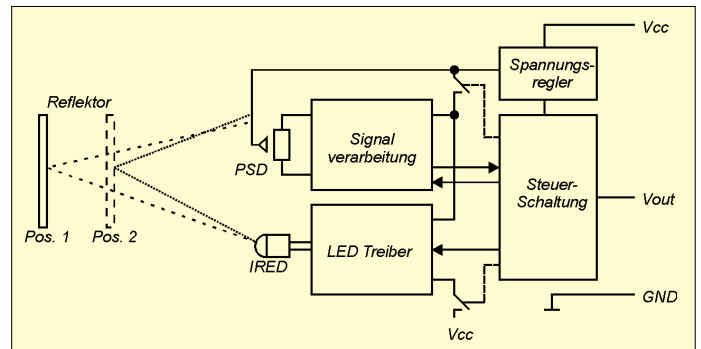 Vcc
Spannungs-
regler
Reflektor
Signal
verarbeitung
PSD
Steuer-
Schaltung
Vout
Pos. 1
Pos. 2
IRED
LED Treiber
GND
Vcc